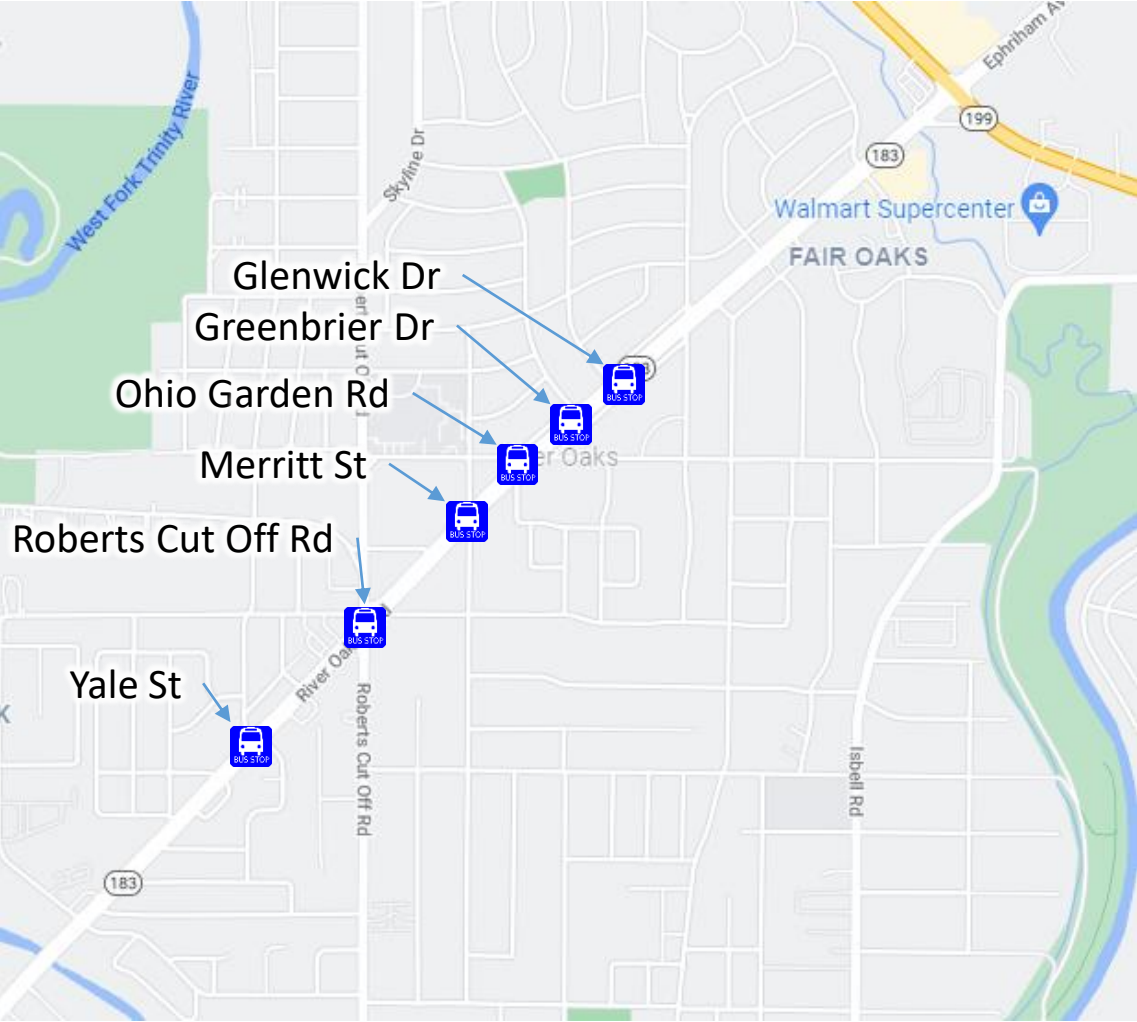 Ephriham Av
199
183
West Fork Trinity River
Skyline Dr
Walmart Supercenter
FAIR OAKS
Glenwick Dr
Greenbrier Dr
Ohio Garden Rd
er Oaks
Merritt St
Roberts Cut Off Rd
Yale St
River Oa
Roberts Cut Off Rd
Isbell Rd
K
183
BUS STOP
BUS STOP
BUS STOP
BUS STOP
BUS STOP
BUS STOP